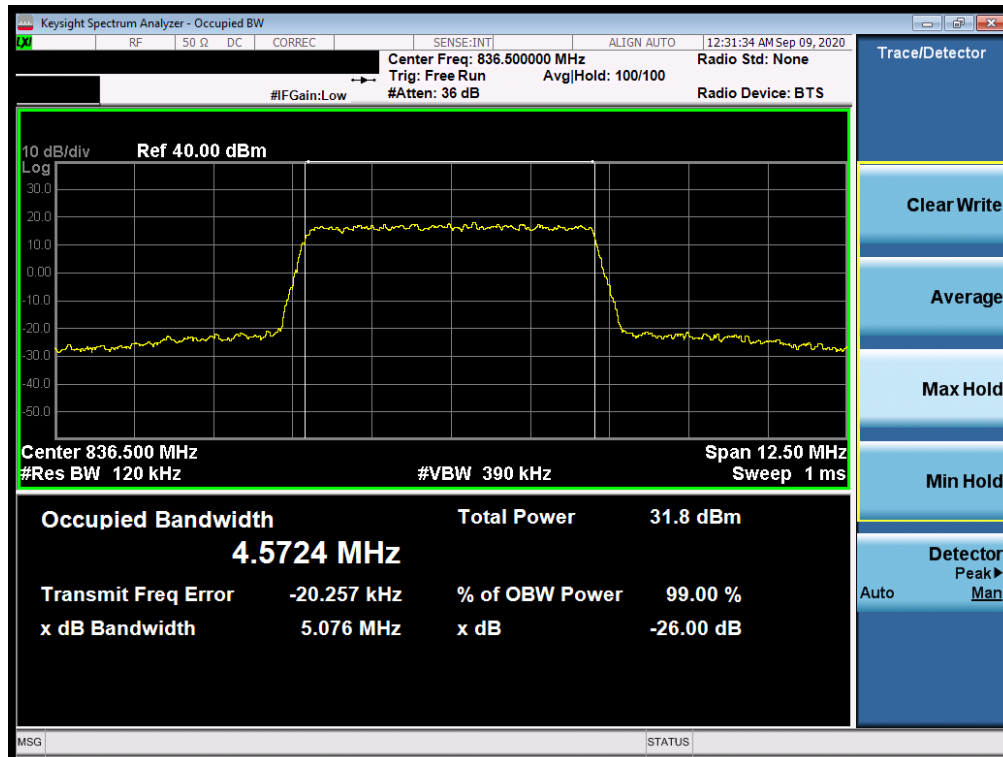 Keysight Spectrum Analyzer - Occupied BW
LXI RF 50 Ω DC CORREC SENSE:INT ALIGN AUTO 12:31:34 AM Sep 09, 2020
Center Freq: 836.500000 MHz Radio Std: None
Trig: Free Run Avg|Hold: 100/100
#IFGain:Low #Atten: 36 dB Radio Device: BTS
10 dB/div Ref 40.00 dBm
Log
30.0
20.0
10.0
0.00
-10.0
-20.0
-30.0
-40.0
-50.0
Center 836.500 MHz Span 12.50 MHz
#Res BW 120 kHz #VBW 390 kHz Sweep 1 ms
Occupied Bandwidth Total Power 31.8 dBm
4.5724 MHz
Transmit Freq Error -20.257 kHz % of OBW Power 99.00 %
x dB Bandwidth 5.076 MHz x dB -26.00 dB
MSG STATUS
Trace/Detector
Clear Write
Average
Max Hold
Min Hold
Detector
Peak▶
Auto Man